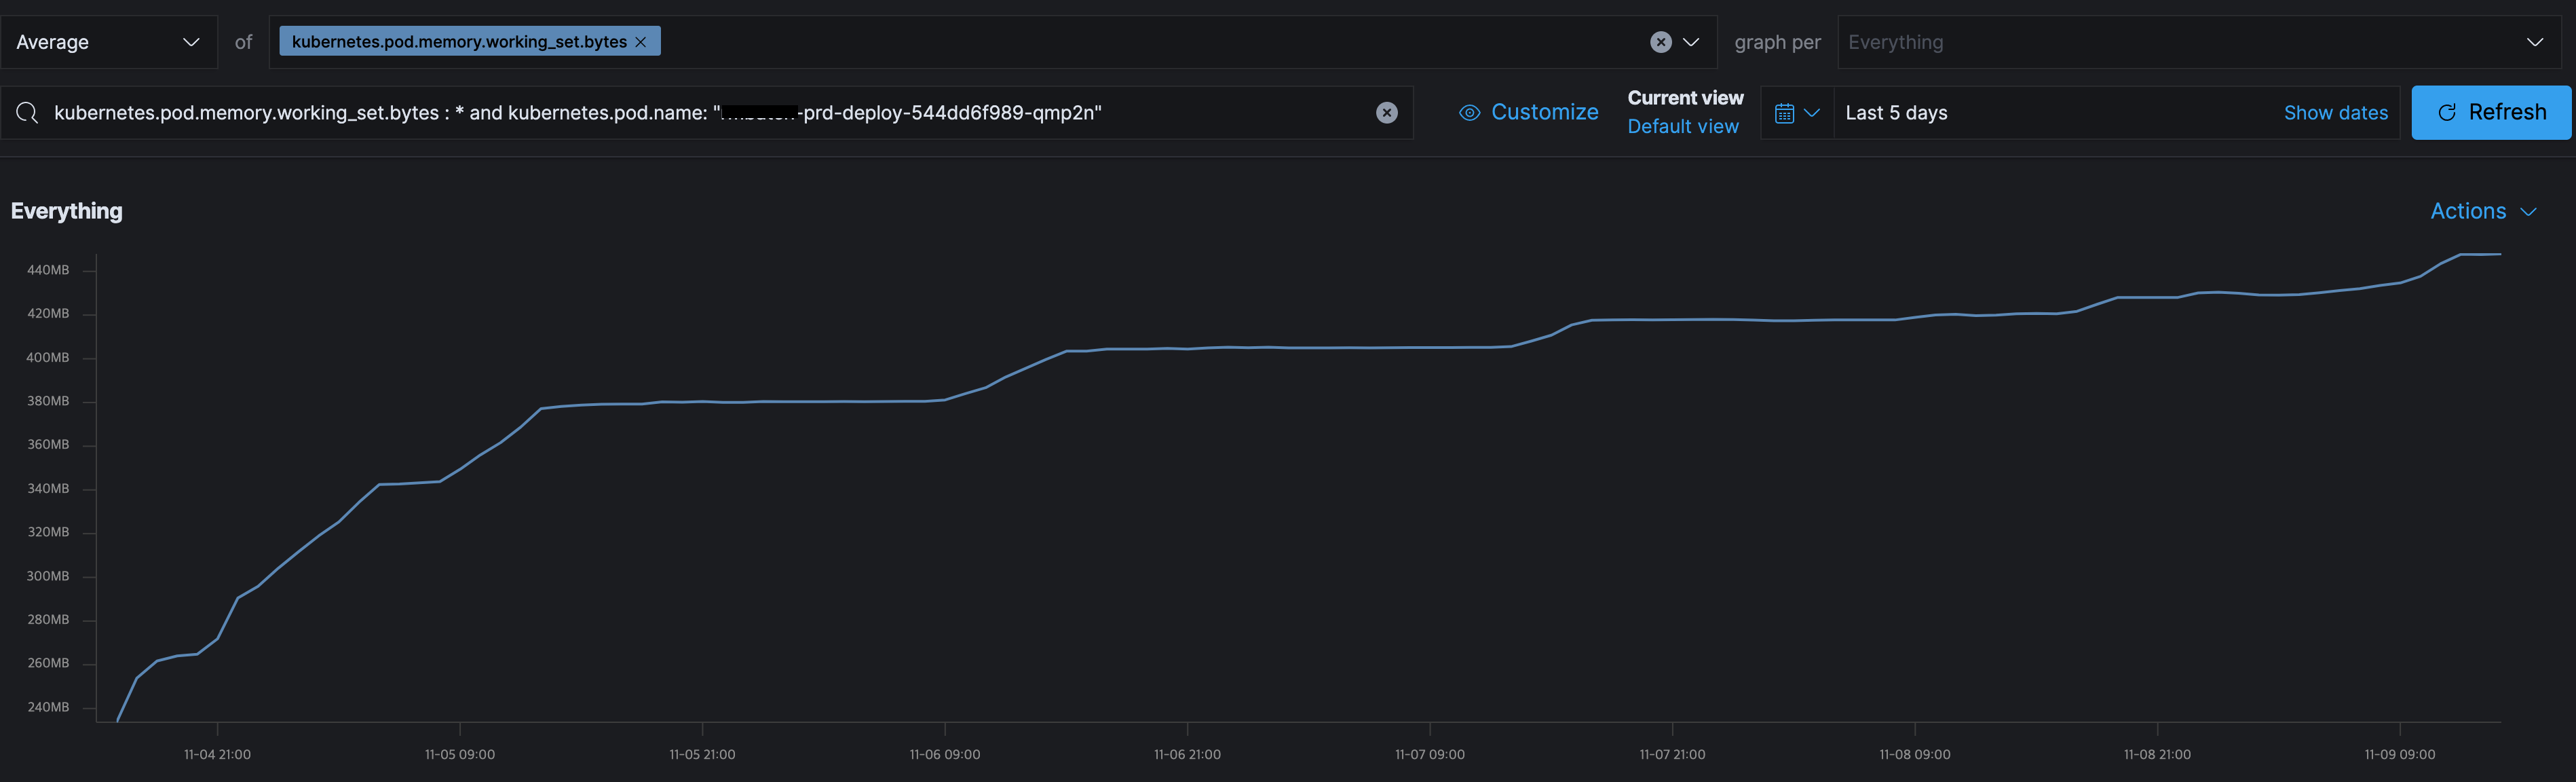 Average of kubernetes.pod.memory.working_set.bytes graph per Everything
kubernetes.pod.memory.working_set.bytes : * and kubernetes.pod.name: "-prd-deploy-544dd6f989-qmp2n"
Customize
Current view
Default view
Last 5 days
Show dates
Refresh
Everything
Actions
440MB
420MB
400MB
380MB
360MB
340MB
320MB
300MB
280MB
260MB
240MB
11-04 21:00 11-05 09:00 11-05 21:00 11-06 09:00 11-06 21:00 11-07 09:00 11-07 21:00 11-08 09:00 11-08 21:00 11-09 09:00